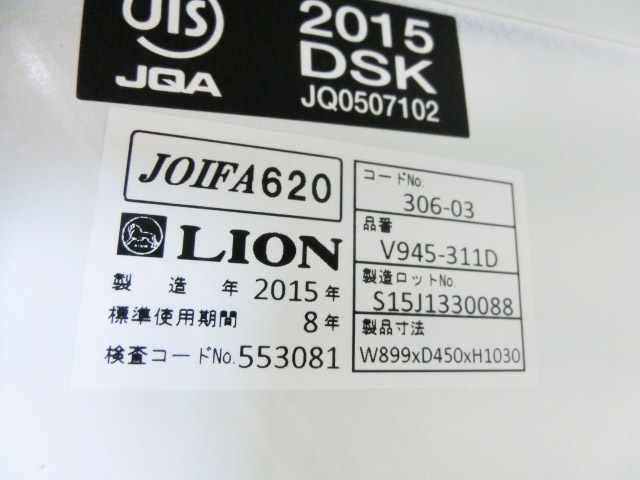 JIS
JQA
2015
DSK
JQ0507102
JOIFA620
LION
製造年 2015年
標準使用期間 8年
検査コードNo.553081
コードNo.
306-03
品番
V945-311D
製造ロットNo.
S15J1330088
製品寸法
W899xD450xH1030